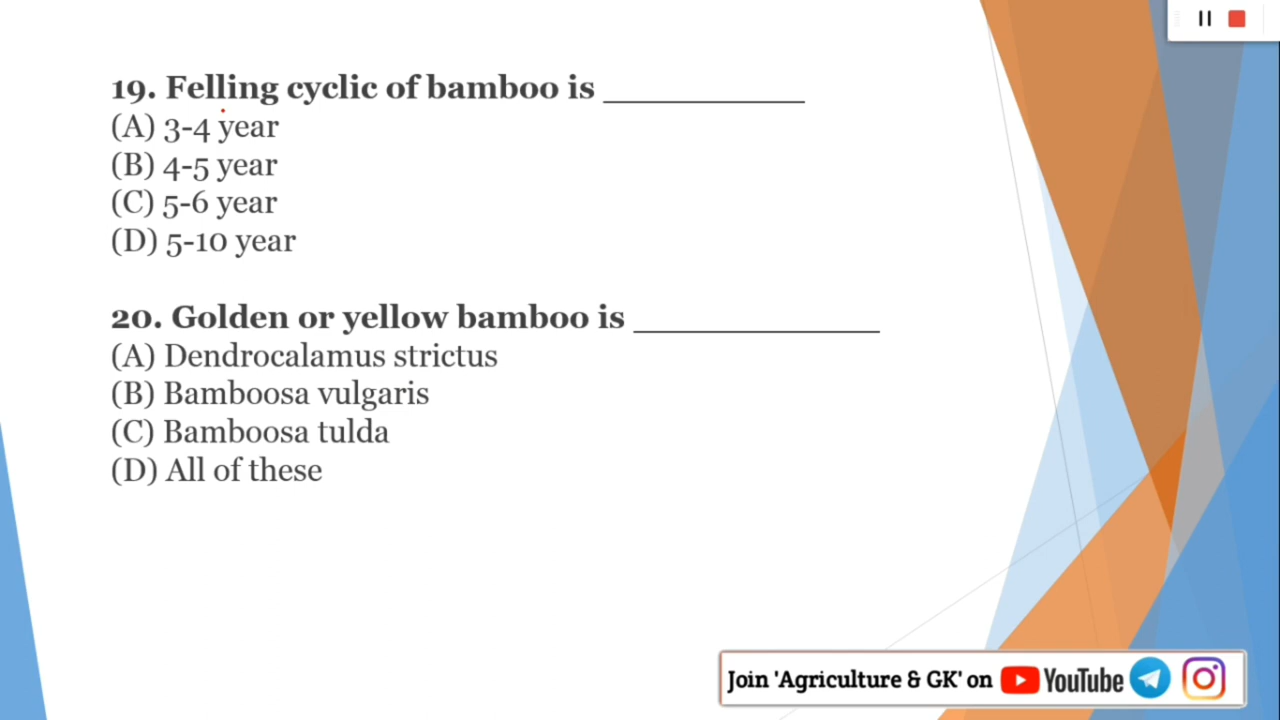 19. Felling cyclic of bamboo is __________
(A) 3-4 year
(B) 4-5 year
(C) 5-6 year
(D) 5-10 year
20. Golden or yellow bamboo is ____________
(A) Dendrocalamus strictus
(B) Bamboosa vulgaris
(C) Bamboosa tulda
(D) All of these
Join 'Agriculture & GK' on YouTube